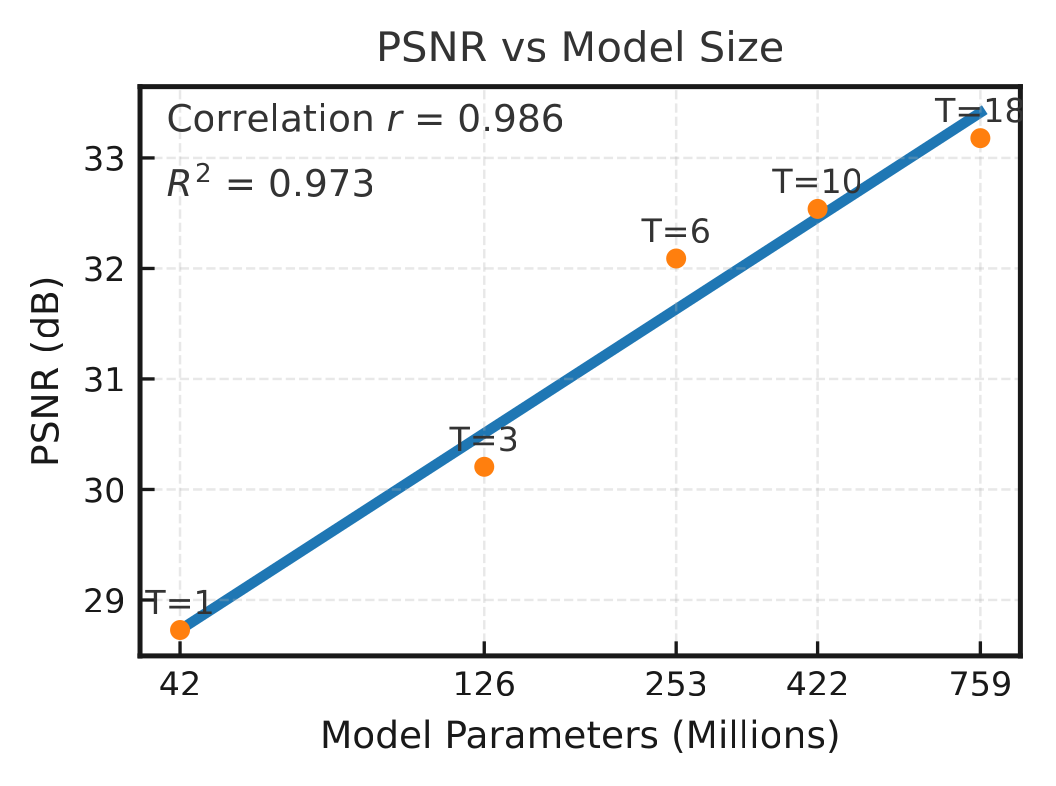 PSNR vs Model Size
Correlation r = 0.986
R² = 0.973
T=18
T=10
T=6
T=3
T=1
PSNR (dB)
33
32
31
30
29
42 126 253 422 759
Model Parameters (Millions)